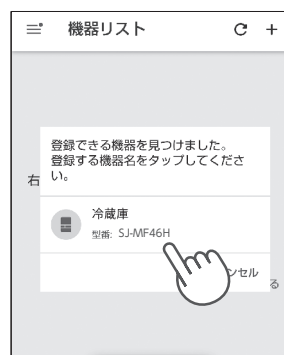 機器リスト
登録できる機器を見つけました。
登録する機器名をタップしてくださ
い。
右
冷蔵庫
型番: SJ-MF46H
ンセル
る